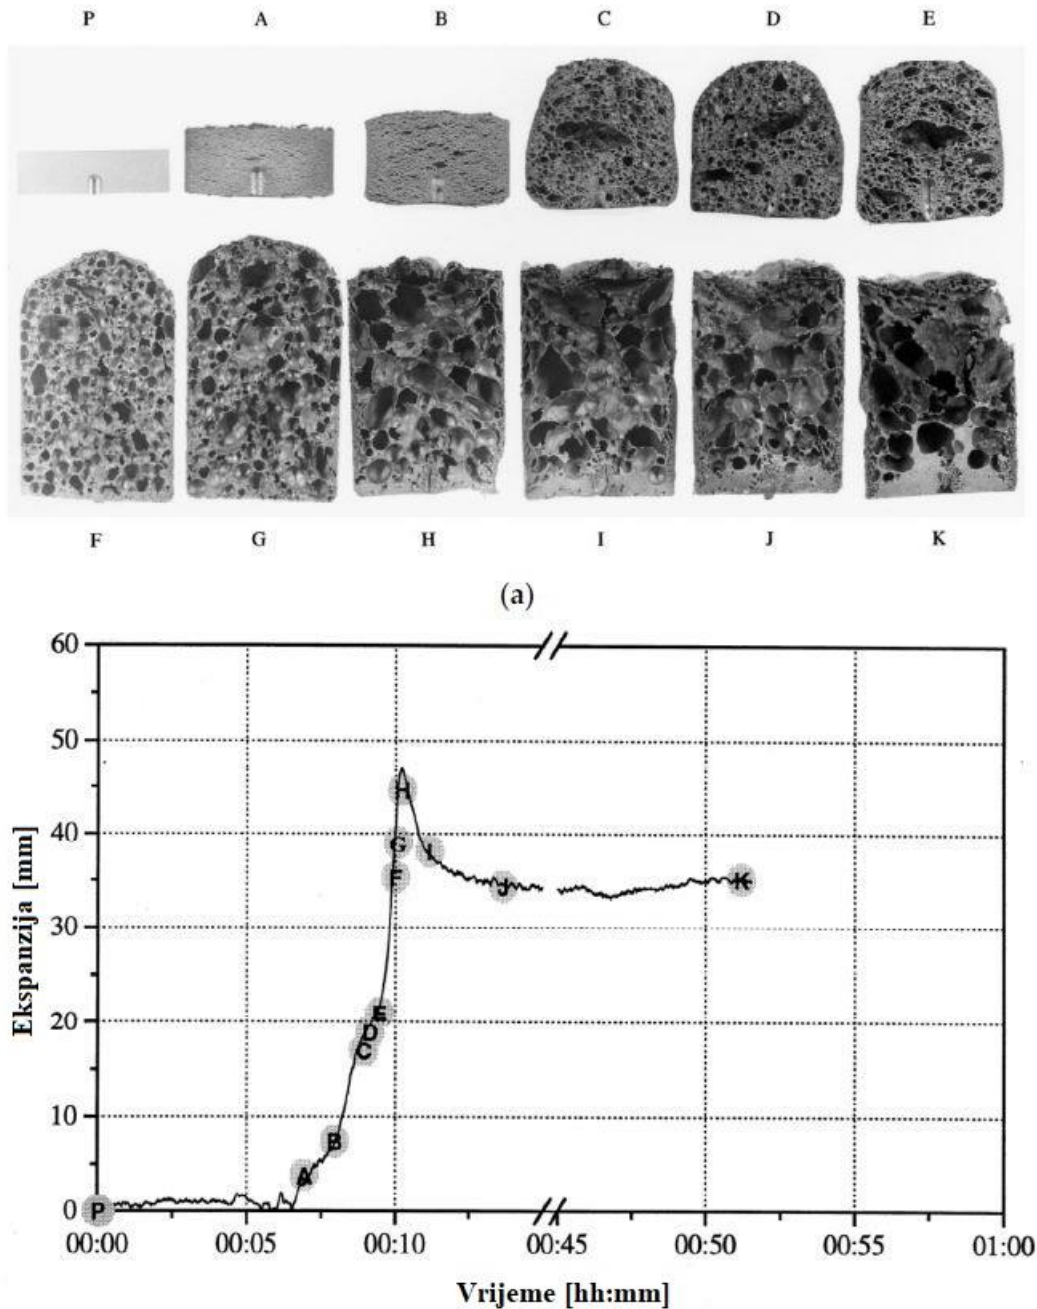 P A B C D E
F G H I J K
(a)
60
50
40
30
20
10
0
Ekspanzija [mm]
P A B C D E F G H I J K
00:00 00:05 00:10 00:45 00:50 00:55 01:00
Vrijeme [hh:mm]